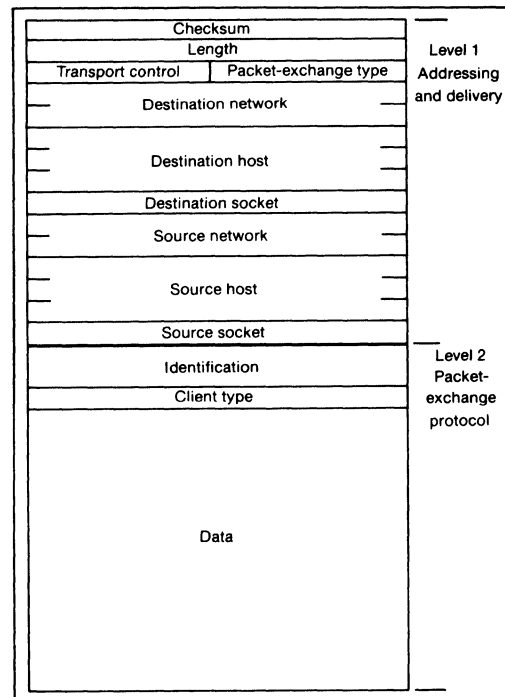 Checksum
Length
Transport control
Packet-exchange type
Destination network
Destination host
Destination socket
Source network
Source host
Source socket
Identification
Client type
Data
Level 1
Addressing
and delivery
Level 2
Packet-
exchange
protocol